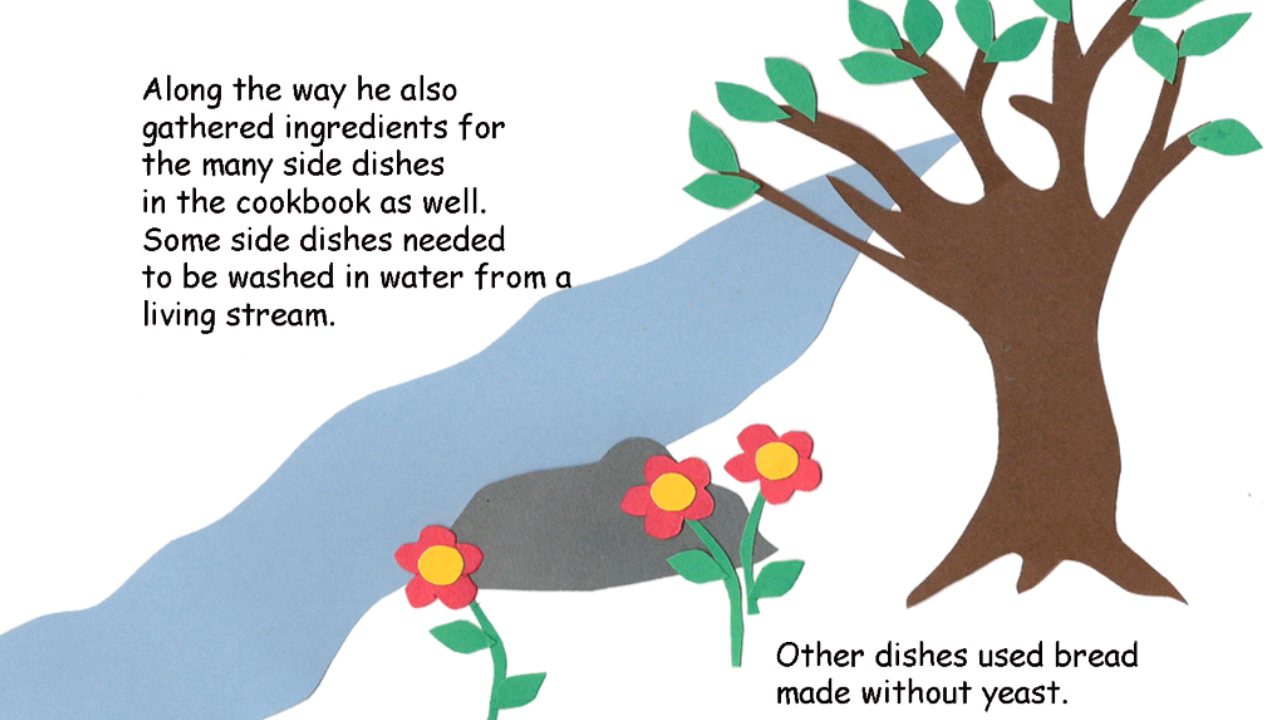 Along the way he also
gathered ingredients for
the many side dishes
in the cookbook as well.
Some side dishes needed
to be washed in water from a
living stream.
Other dishes used bread
made without yeast.